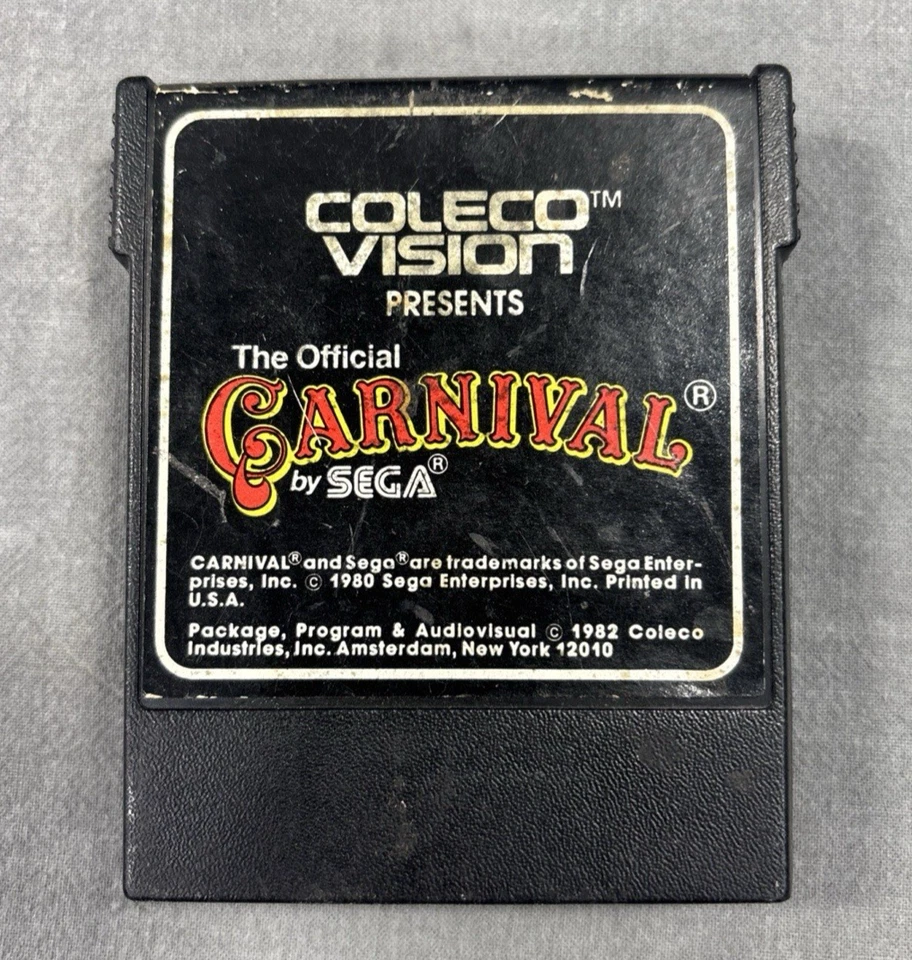 COLECO™
VISION
PRESENTS
The Official
CARNIVAL®
by SEGA®
CARNIVAL® and Sega® are trademarks of Sega Enter-
prises, Inc. © 1980 Sega Enterprises, Inc. Printed in
U.S.A.
Package, Program & Audiovisual © 1982 Coleco
Industries, Inc. Amsterdam, New York 12010